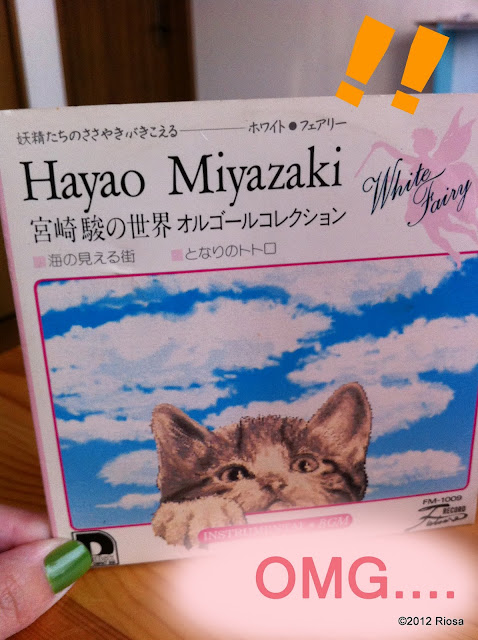 !!
妖精たちのささやきがきこえる——ホワイト●フェアリー
Hayao Miyazaki
White Fairy
宮崎駿の世界 オルゴールコレクション
■海の見える街 ■となりのトトロ
FM-1009
RECORD
INSTRUMENTAL & BGM
OMG....
©2012 Riosa